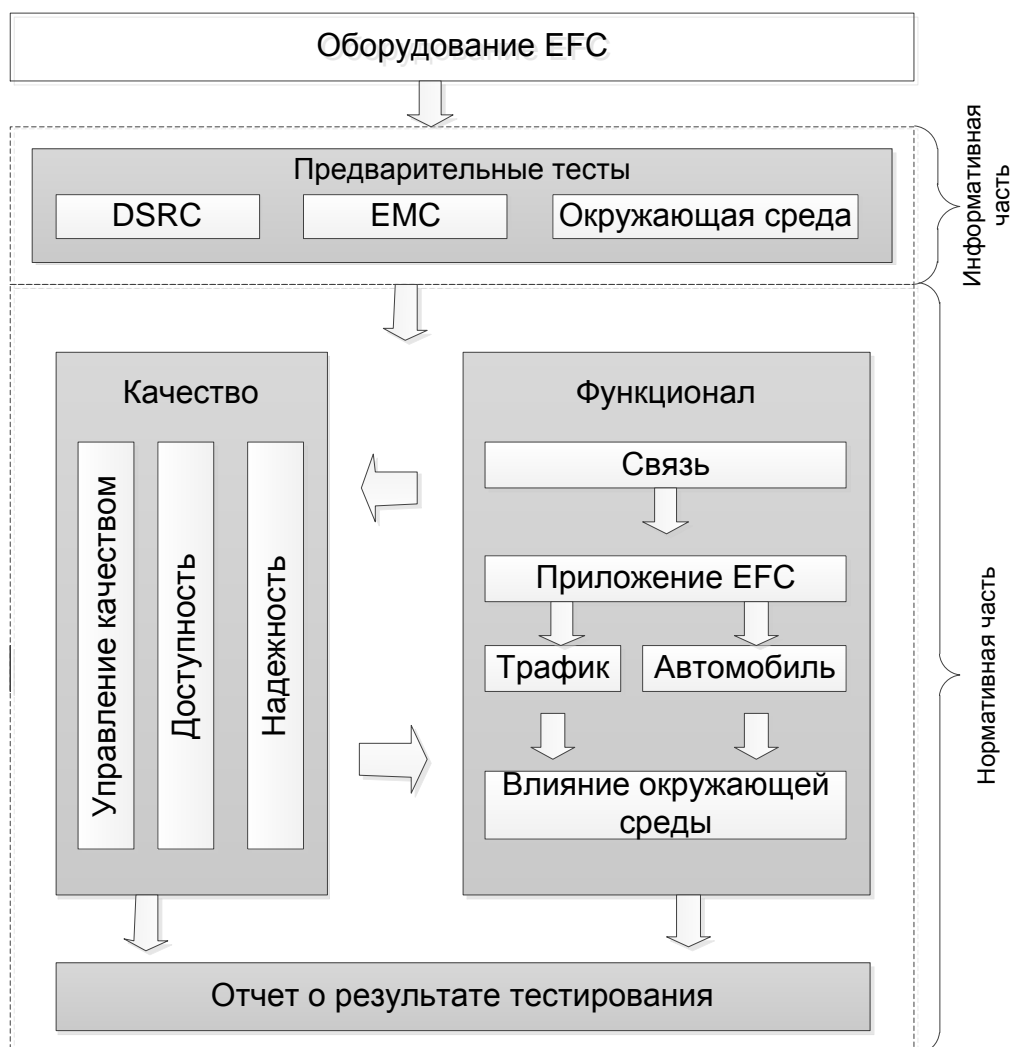 Оборудование EFC
Предварительные тесты
DSRC
EMC
Окружающая среда
Информативная
часть
Качество
Управление качеством
Доступность
Надежность
Функционал
Связь
Приложение EFC
Трафик
Автомобиль
Влияние окружающей
среды
Нормативная часть
Отчет о результате тестирования